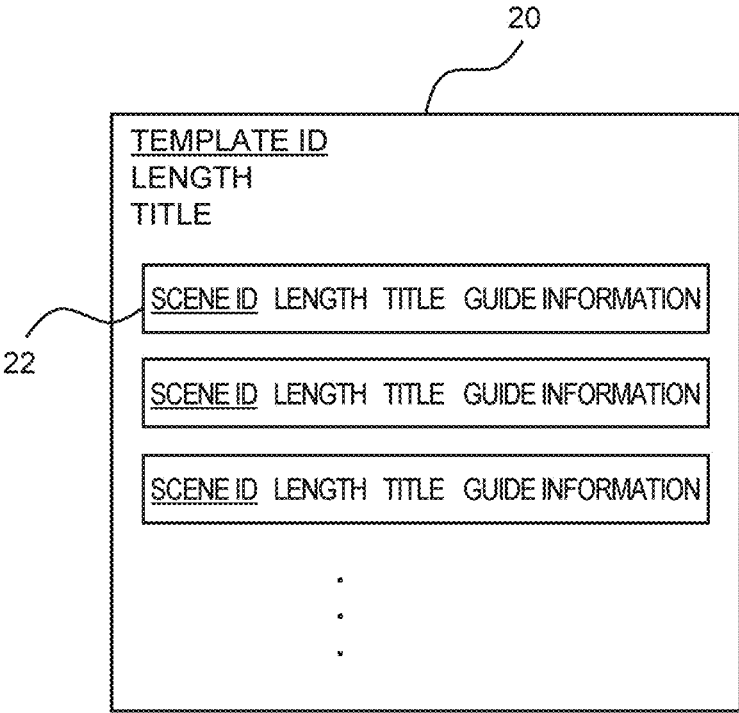 20
TEMPLATE ID
LENGTH
TITLE
SCENE ID LENGTH TITLE GUIDE INFORMATION
22
SCENE ID LENGTH TITLE GUIDE INFORMATION
SCENE ID LENGTH TITLE GUIDE INFORMATION